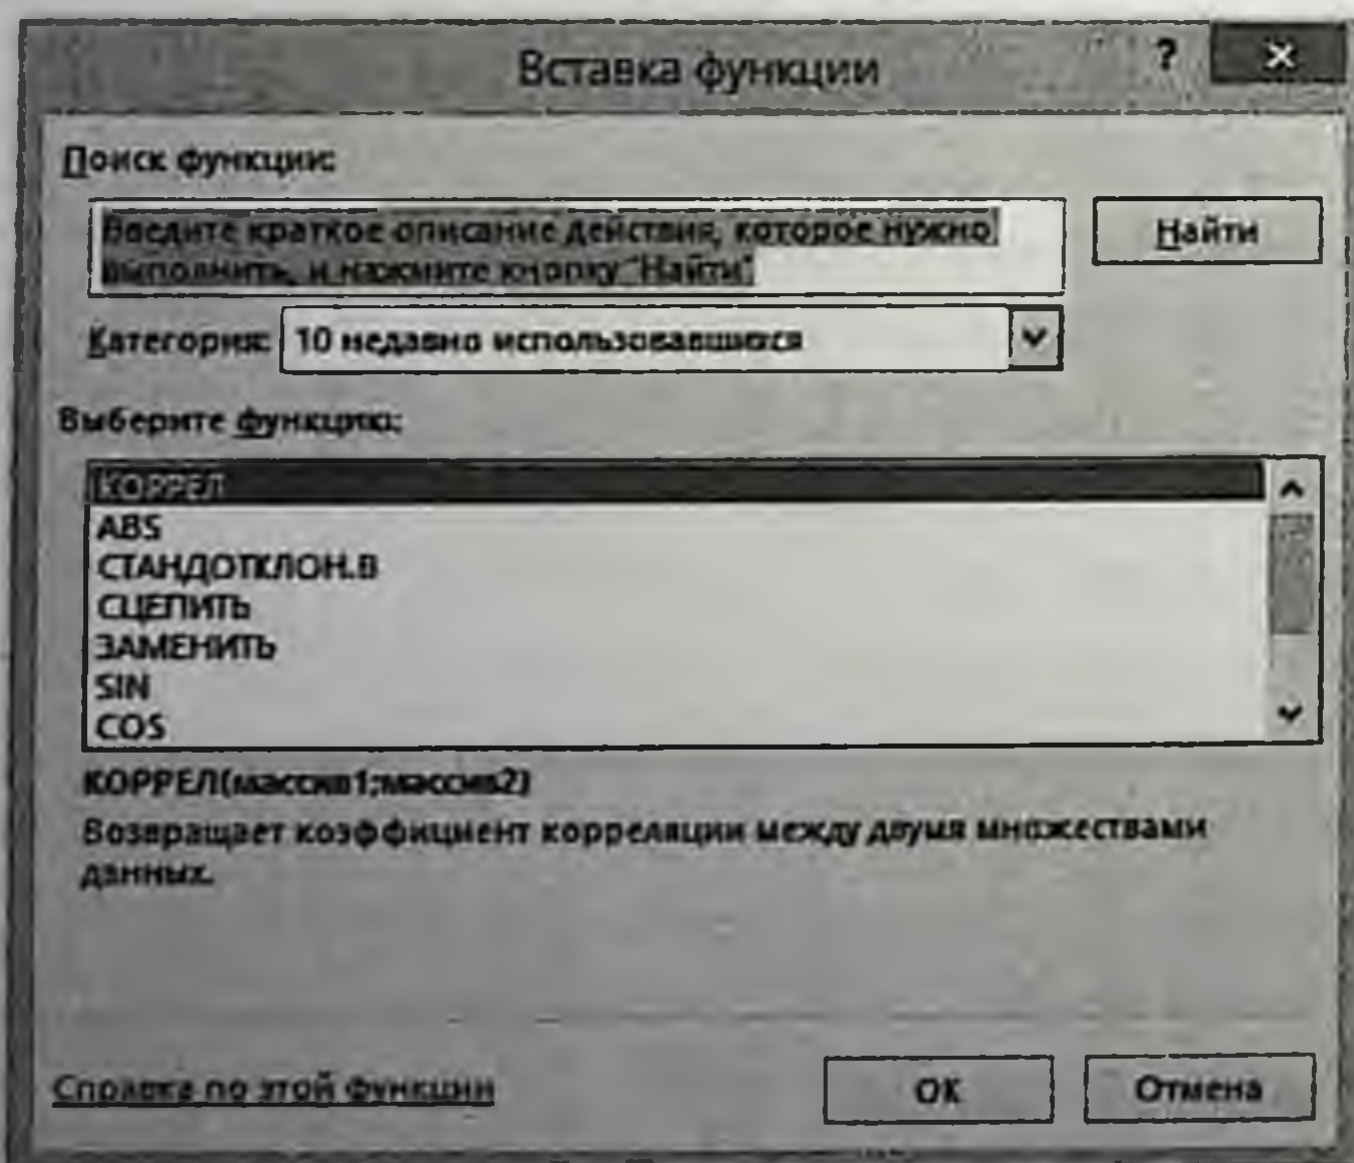 Вставка функции ? ×
Поиск функции:
Введите краткое описание действия, которое нужно
выполнить, и нажмите кнопку "Найти"
Найти
Категория: 10 недавно использовавшихся
Выберите функцию:
КОРРЕЛ
ABS
СТАНДОТКЛОН.В
СЦЕПИТЬ
ЗАМЕНИТЬ
SIN
COS
КОРРЕЛ(массив1;массив2)
Возвращает коэффициент корреляции между двумя множествами
данных.
Справка по этой функции
ОК
Отмена